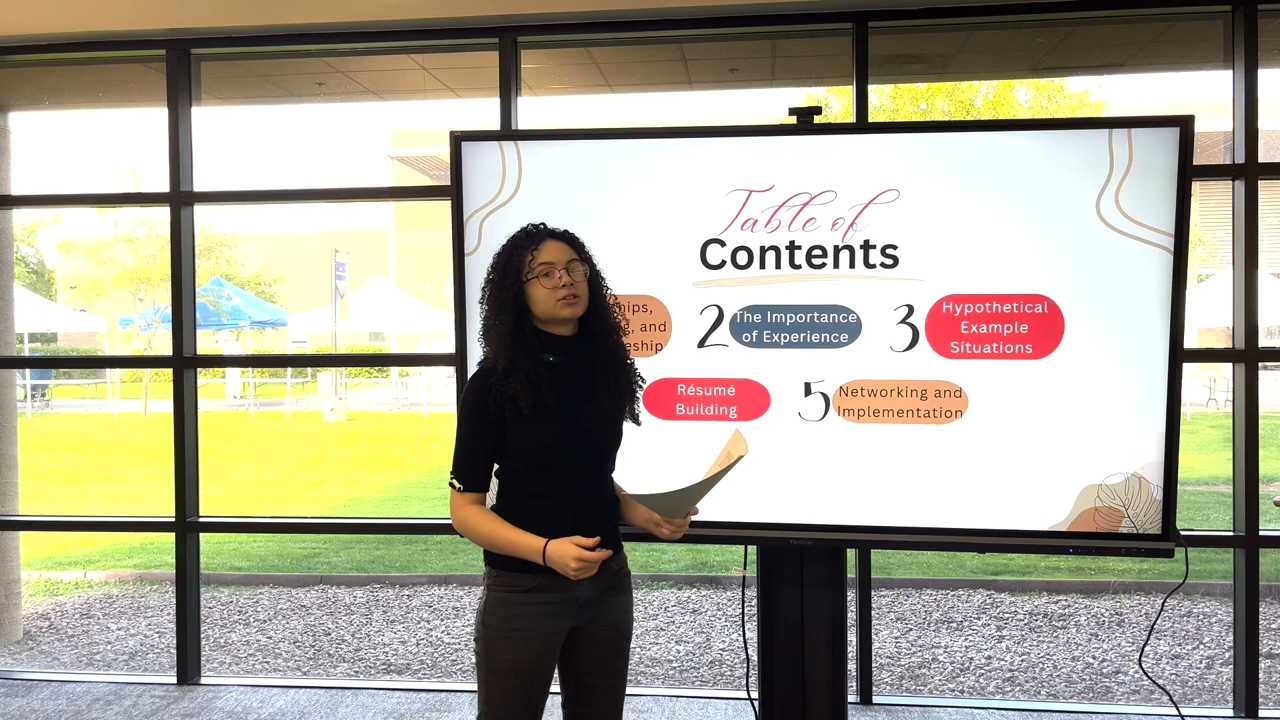 Table of
Contents
2
The Importance
of Experience
3
Hypothetical
Example
Situations
Résumé
Building
5
Networking and
Implementation